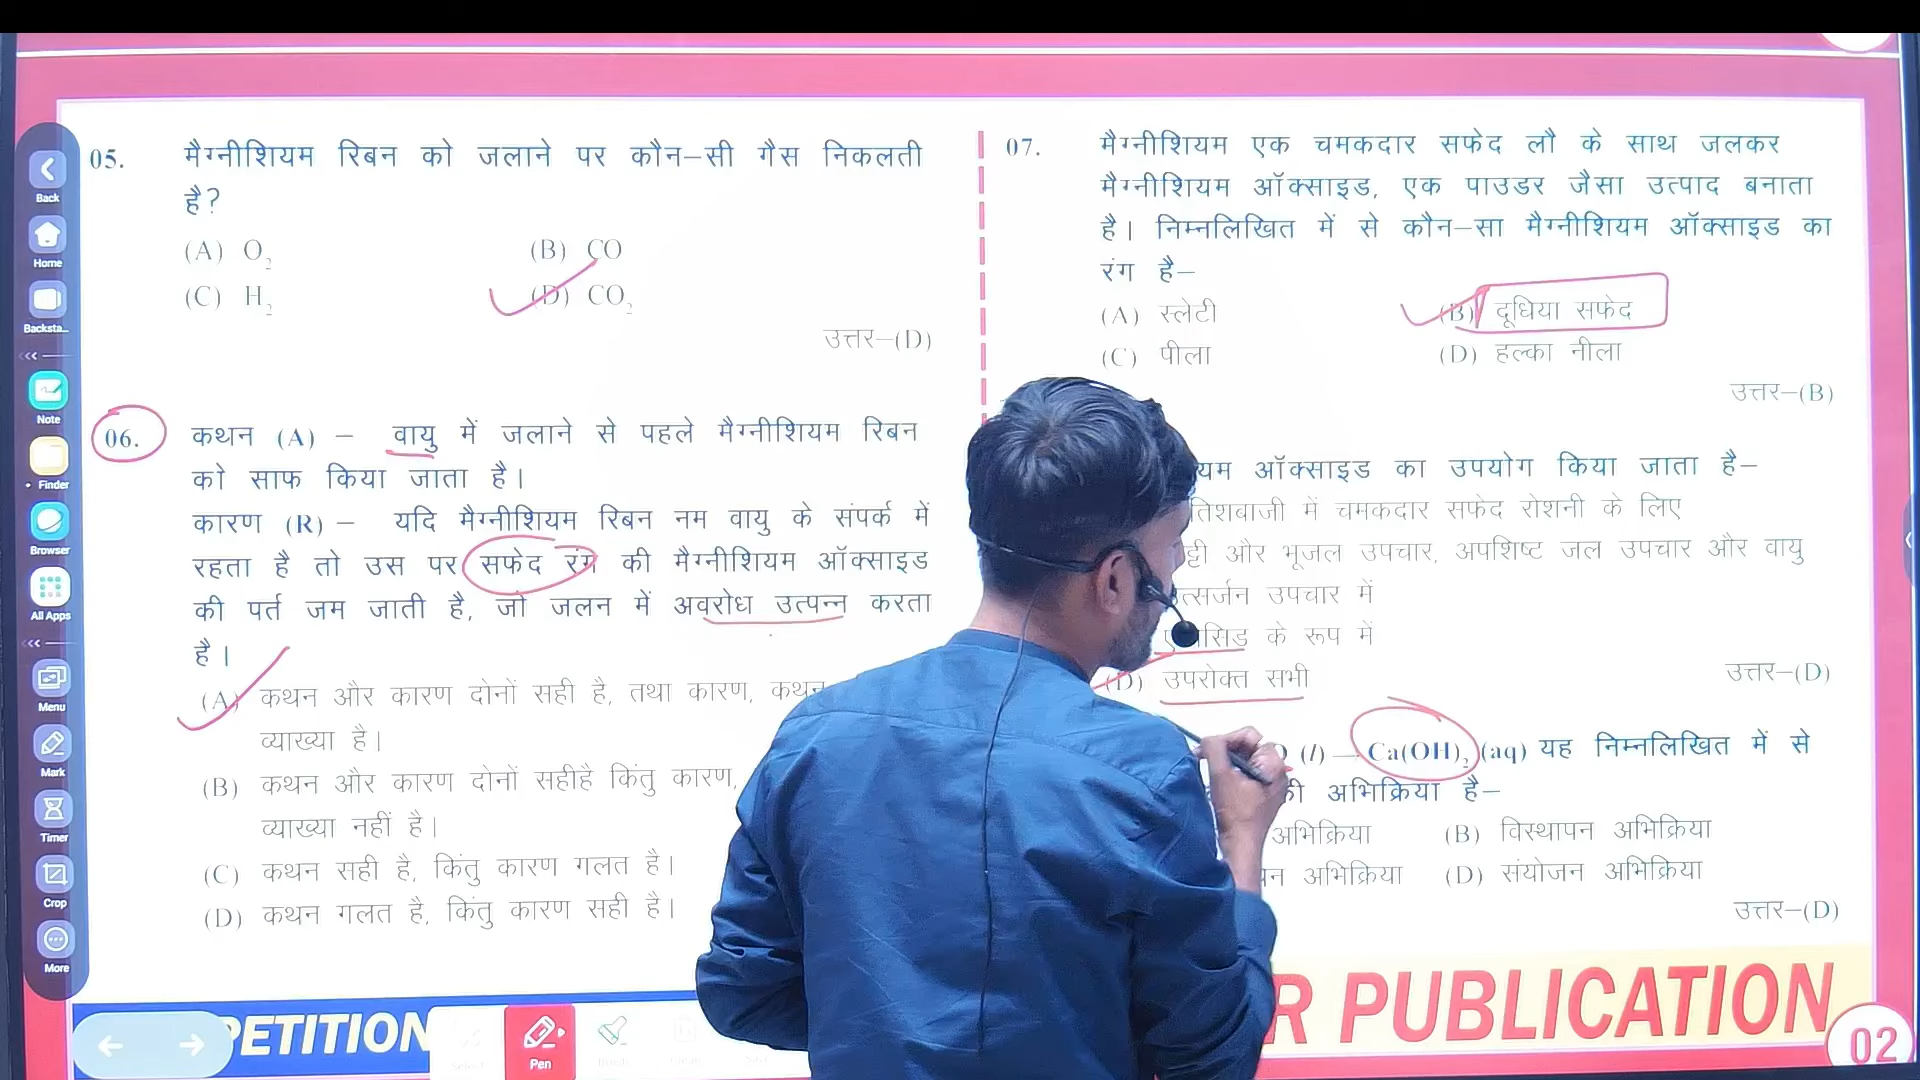 05. मैग्नीशियम रिबन को जलाने पर कौन–सी गैस निकलती
है?
(A) O₂ (B) CO
(C) H₂ (D) CO₂
उत्तर–(D)
06. कथन (A) – वायु में जलाने से पहले मैग्नीशियम रिबन
को साफ किया जाता है।
कारण (R) – यदि मैग्नीशियम रिबन नम वायु के संपर्क में
रहता है तो उस पर सफेद रंग की मैग्नीशियम ऑक्साइड
की पर्त जम जाती है, जो जलन में अवरोध उत्पन्न करता
है।
(A) कथन और कारण दोनों सही है, तथा कारण, कथन
व्याख्या है।
(B) कथन और कारण दोनों सहीहै किंतु कारण,
व्याख्या नहीं है।
(C) कथन सही है, किंतु कारण गलत है।
(D) कथन गलत है, किंतु कारण सही है।
07. मैग्नीशियम एक चमकदार सफेद लौ के साथ जलकर
मैग्नीशियम ऑक्साइड, एक पाउडर जैसा उत्पाद बनाता
है। निम्नलिखित में से कौन–सा मैग्नीशियम ऑक्साइड का
रंग है–
(A) स्लेटी (B) दूधिया सफेद
(C) पीला (D) हल्का नीला
उत्तर–(B)
ऑक्साइड का उपयोग किया जाता है–
में चमकदार सफेद रोशनी के लिए
और भूजल उपचार, अपशिष्ट जल उपचार और वायु
उपचार में
के रूप में
(D) उपरोक्त सभी
उत्तर–(D)
(l) — Ca(OH)₂ (aq) यह निम्नलिखित में से
की अभिक्रिया है–
अभिक्रिया (B) विस्थापन अभिक्रिया
अभिक्रिया (D) संयोजन अभिक्रिया
उत्तर–(D)
PETITION
R PUBLICATION
02
Back
Home
Backsta...
Note
Finder
Browser
All Apps
Menu
Mark
Timer
Crop
More
Pen